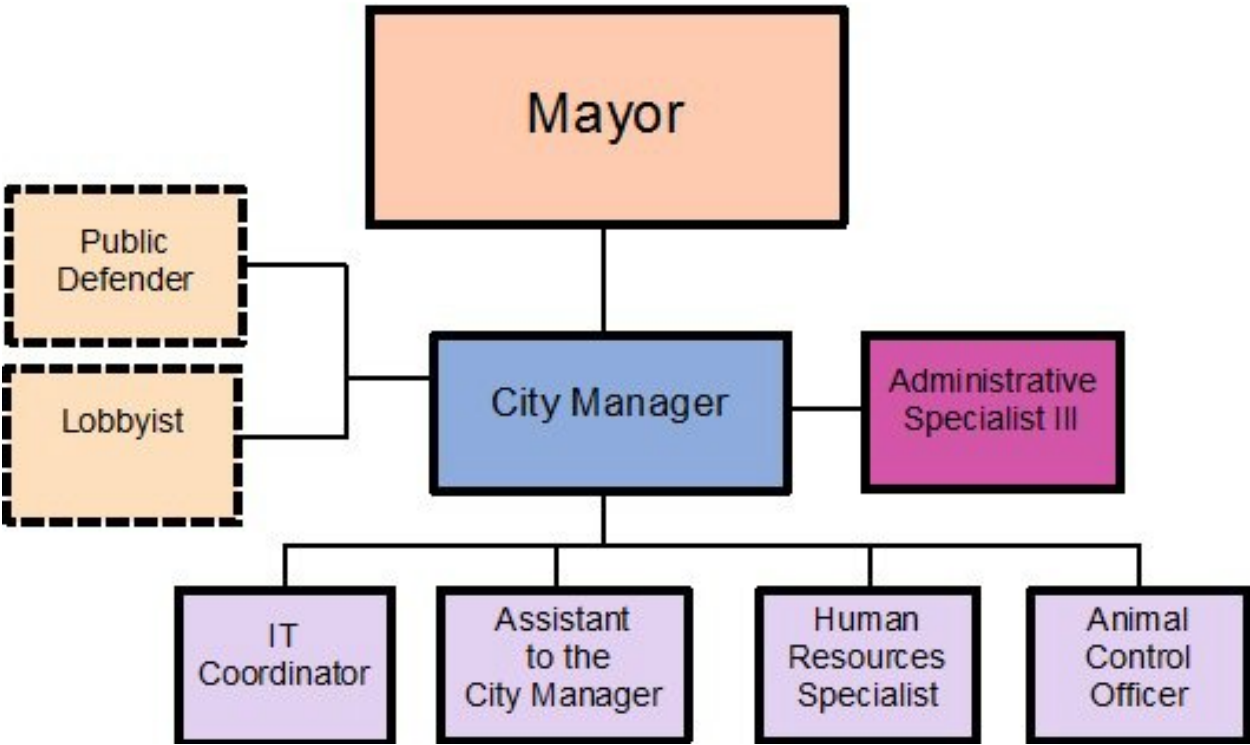 Mayor
Public
Defender
Lobbyist
City Manager
Administrative
Specialist III
IT
Coordinator
Assistant
to the
City Manager
Human
Resources
Specialist
Animal
Control
Officer